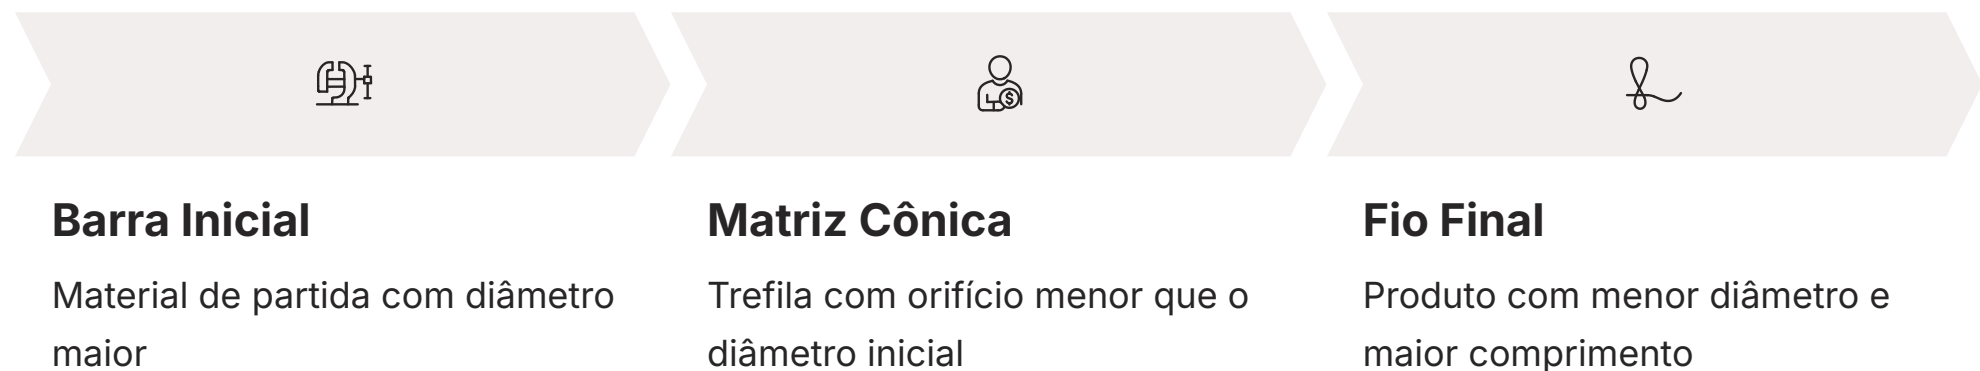 Barra Inicial
Material de partida com diâmetro
maior
Matriz Cônica
Trefila com orifício menor que o
diâmetro inicial
Fio Final
Produto com menor diâmetro e
maior comprimento